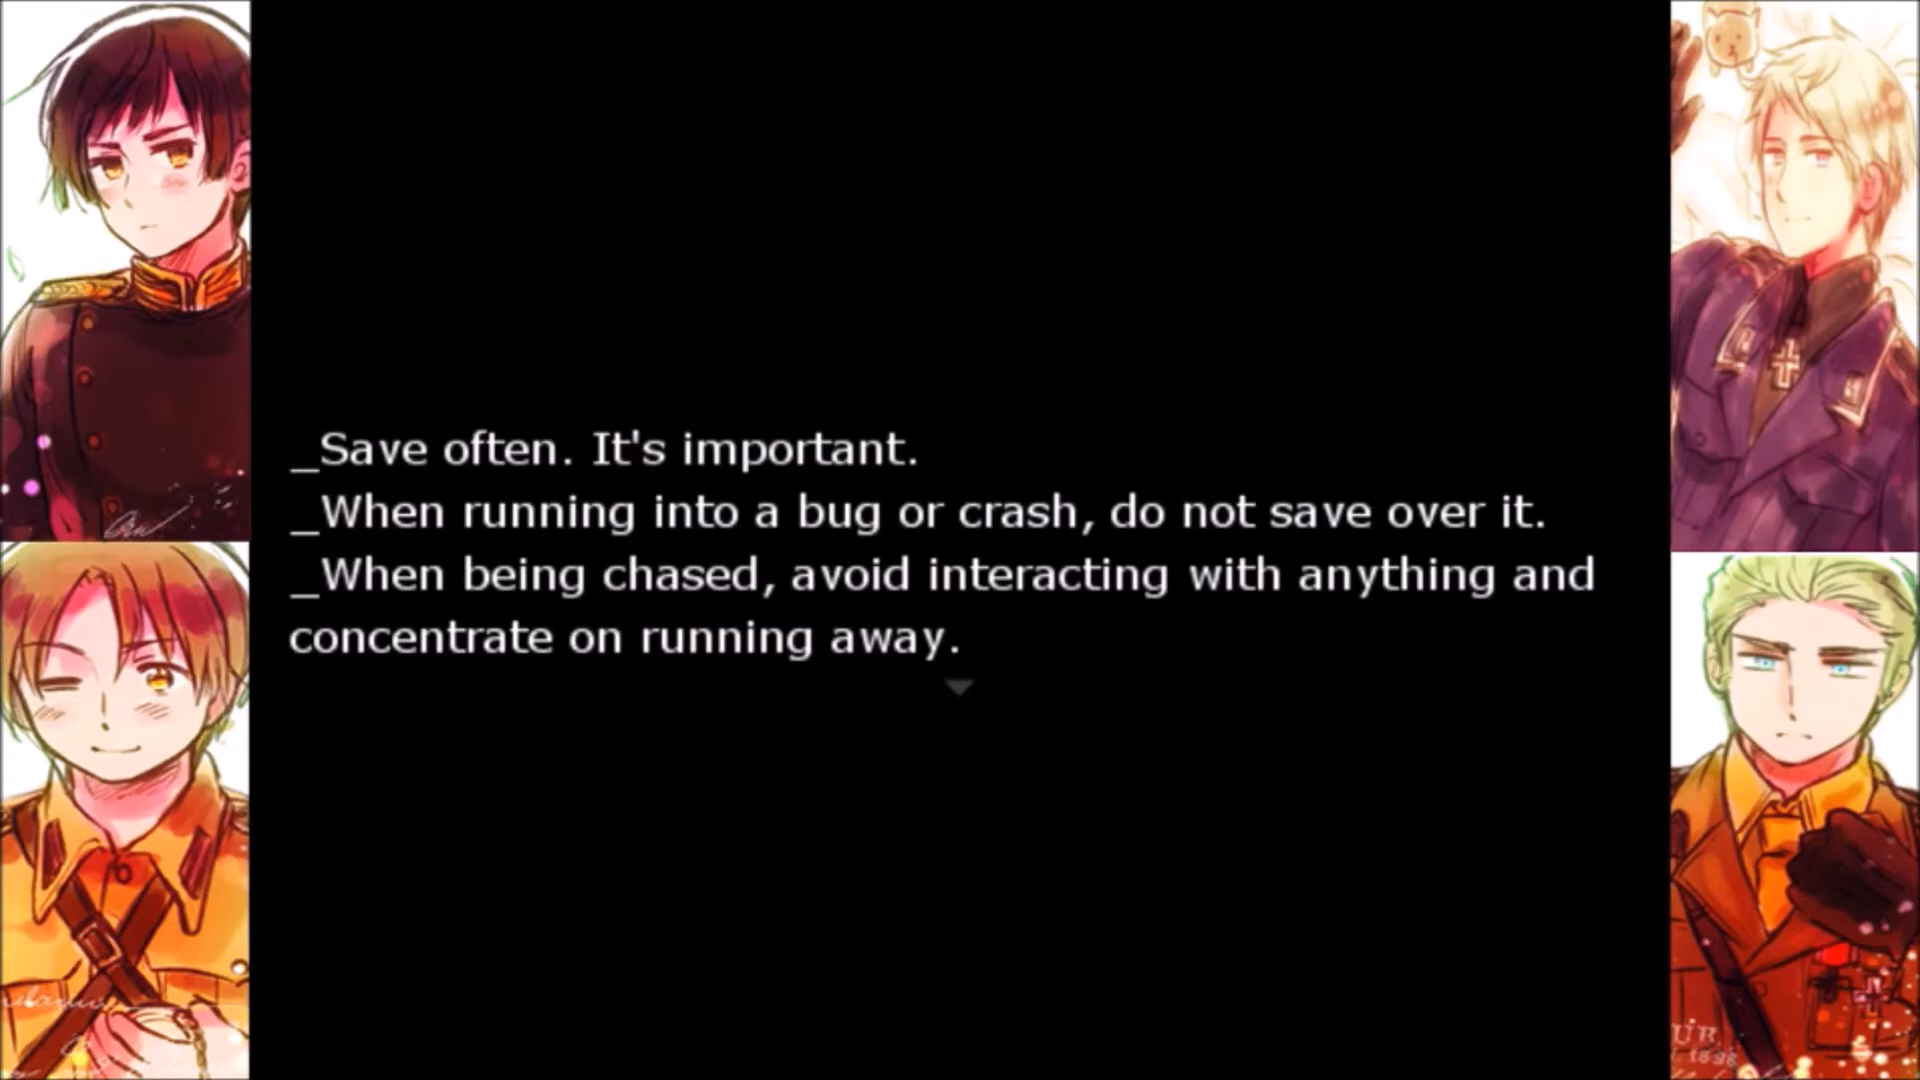 _Save often. It's important.
_When running into a bug or crash, do not save over it.
_When being chased, avoid interacting with anything and
concentrate on running away.